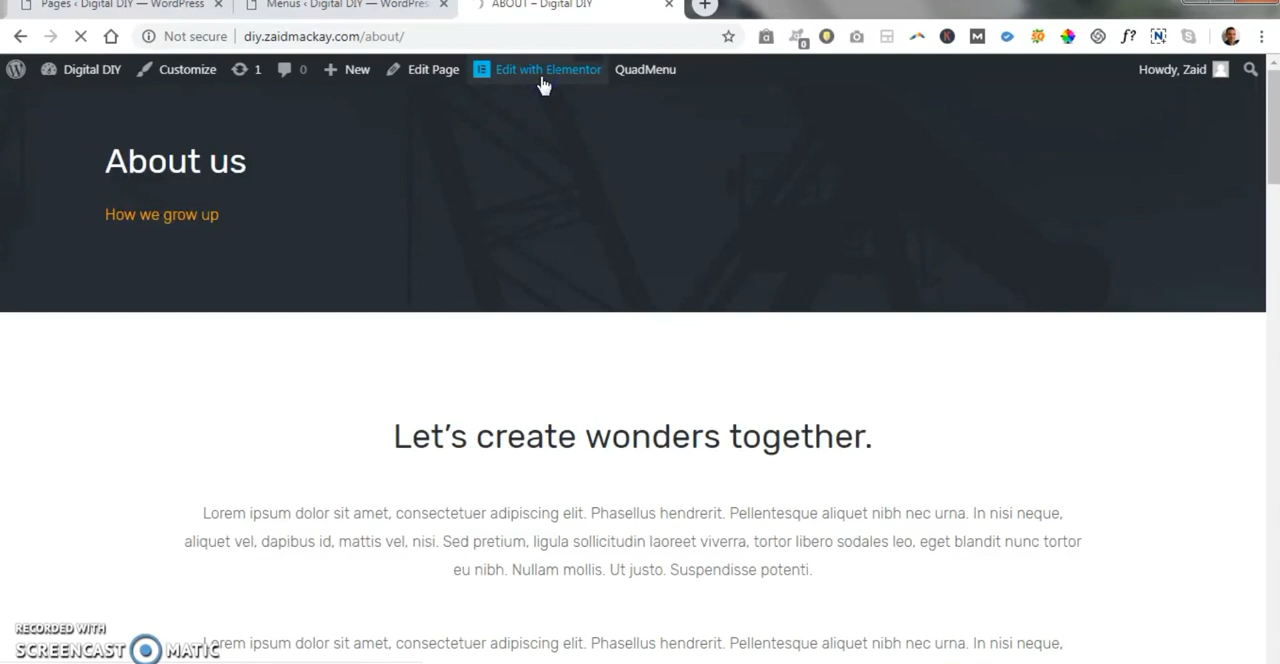 Pages ‹ Digital DIY — WordPress
Menus ‹ Digital DIY — WordPres
ABOUT – Digital DIY
Not secure | diy.zaidmackay.com/about/
Digital DIY Customize 1 0 New Edit Page Edit with Elementor QuadMenu Howdy, Zaid
About us
How we grow up
Let's create wonders together.
Lorem ipsum dolor sit amet, consectetuer adipiscing elit. Phasellus hendrerit. Pellentesque aliquet nibh nec urna. In nisi neque,
aliquet vel, dapibus id, mattis vel, nisi. Sed pretium, ligula sollicitudin laoreet viverra, tortor libero sodales leo, eget blandit nunc tortor
eu nibh. Nullam mollis. Ut justo. Suspendisse potenti.
Lorem ipsum dolor sit amet, consectetuer adipiscing elit. Phasellus hendrerit. Pellentesque aliquet nibh nec urna. In nisi neque,
RECORDED WITH
SCREENCAST MATIC